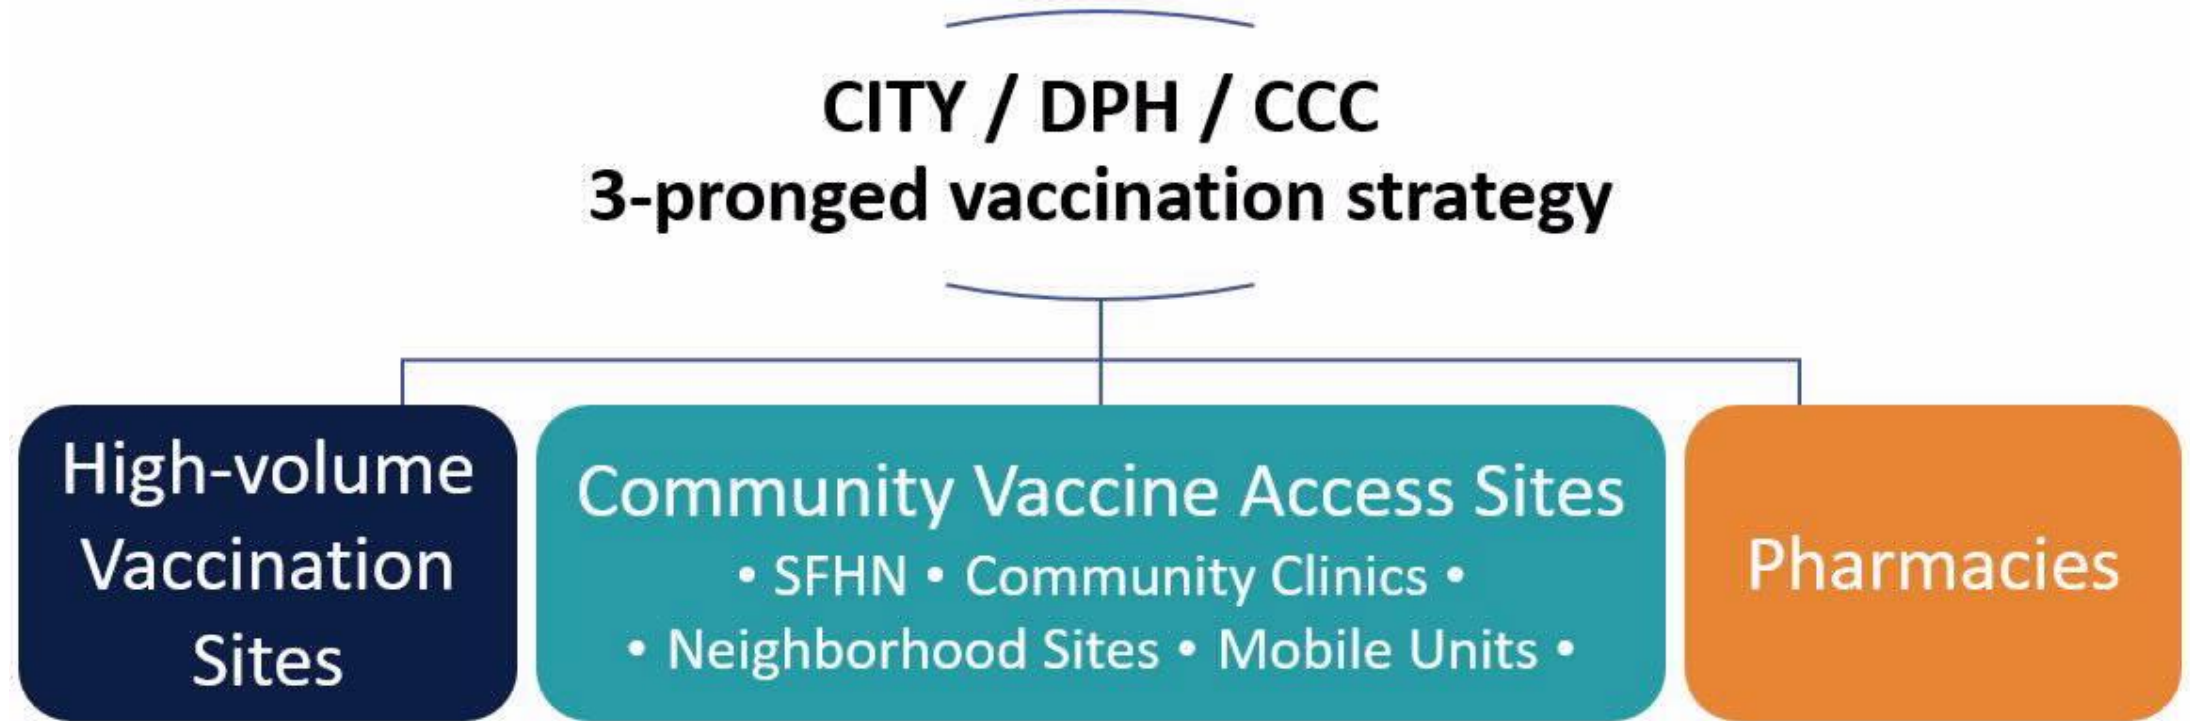 CITY / DPH / CCC
3-pronged vaccination strategy
High-volume
Vaccination
Sites
Community Vaccine Access Sites
• SFHN • Community Clinics •
• Neighborhood Sites • Mobile Units •
Pharmacies